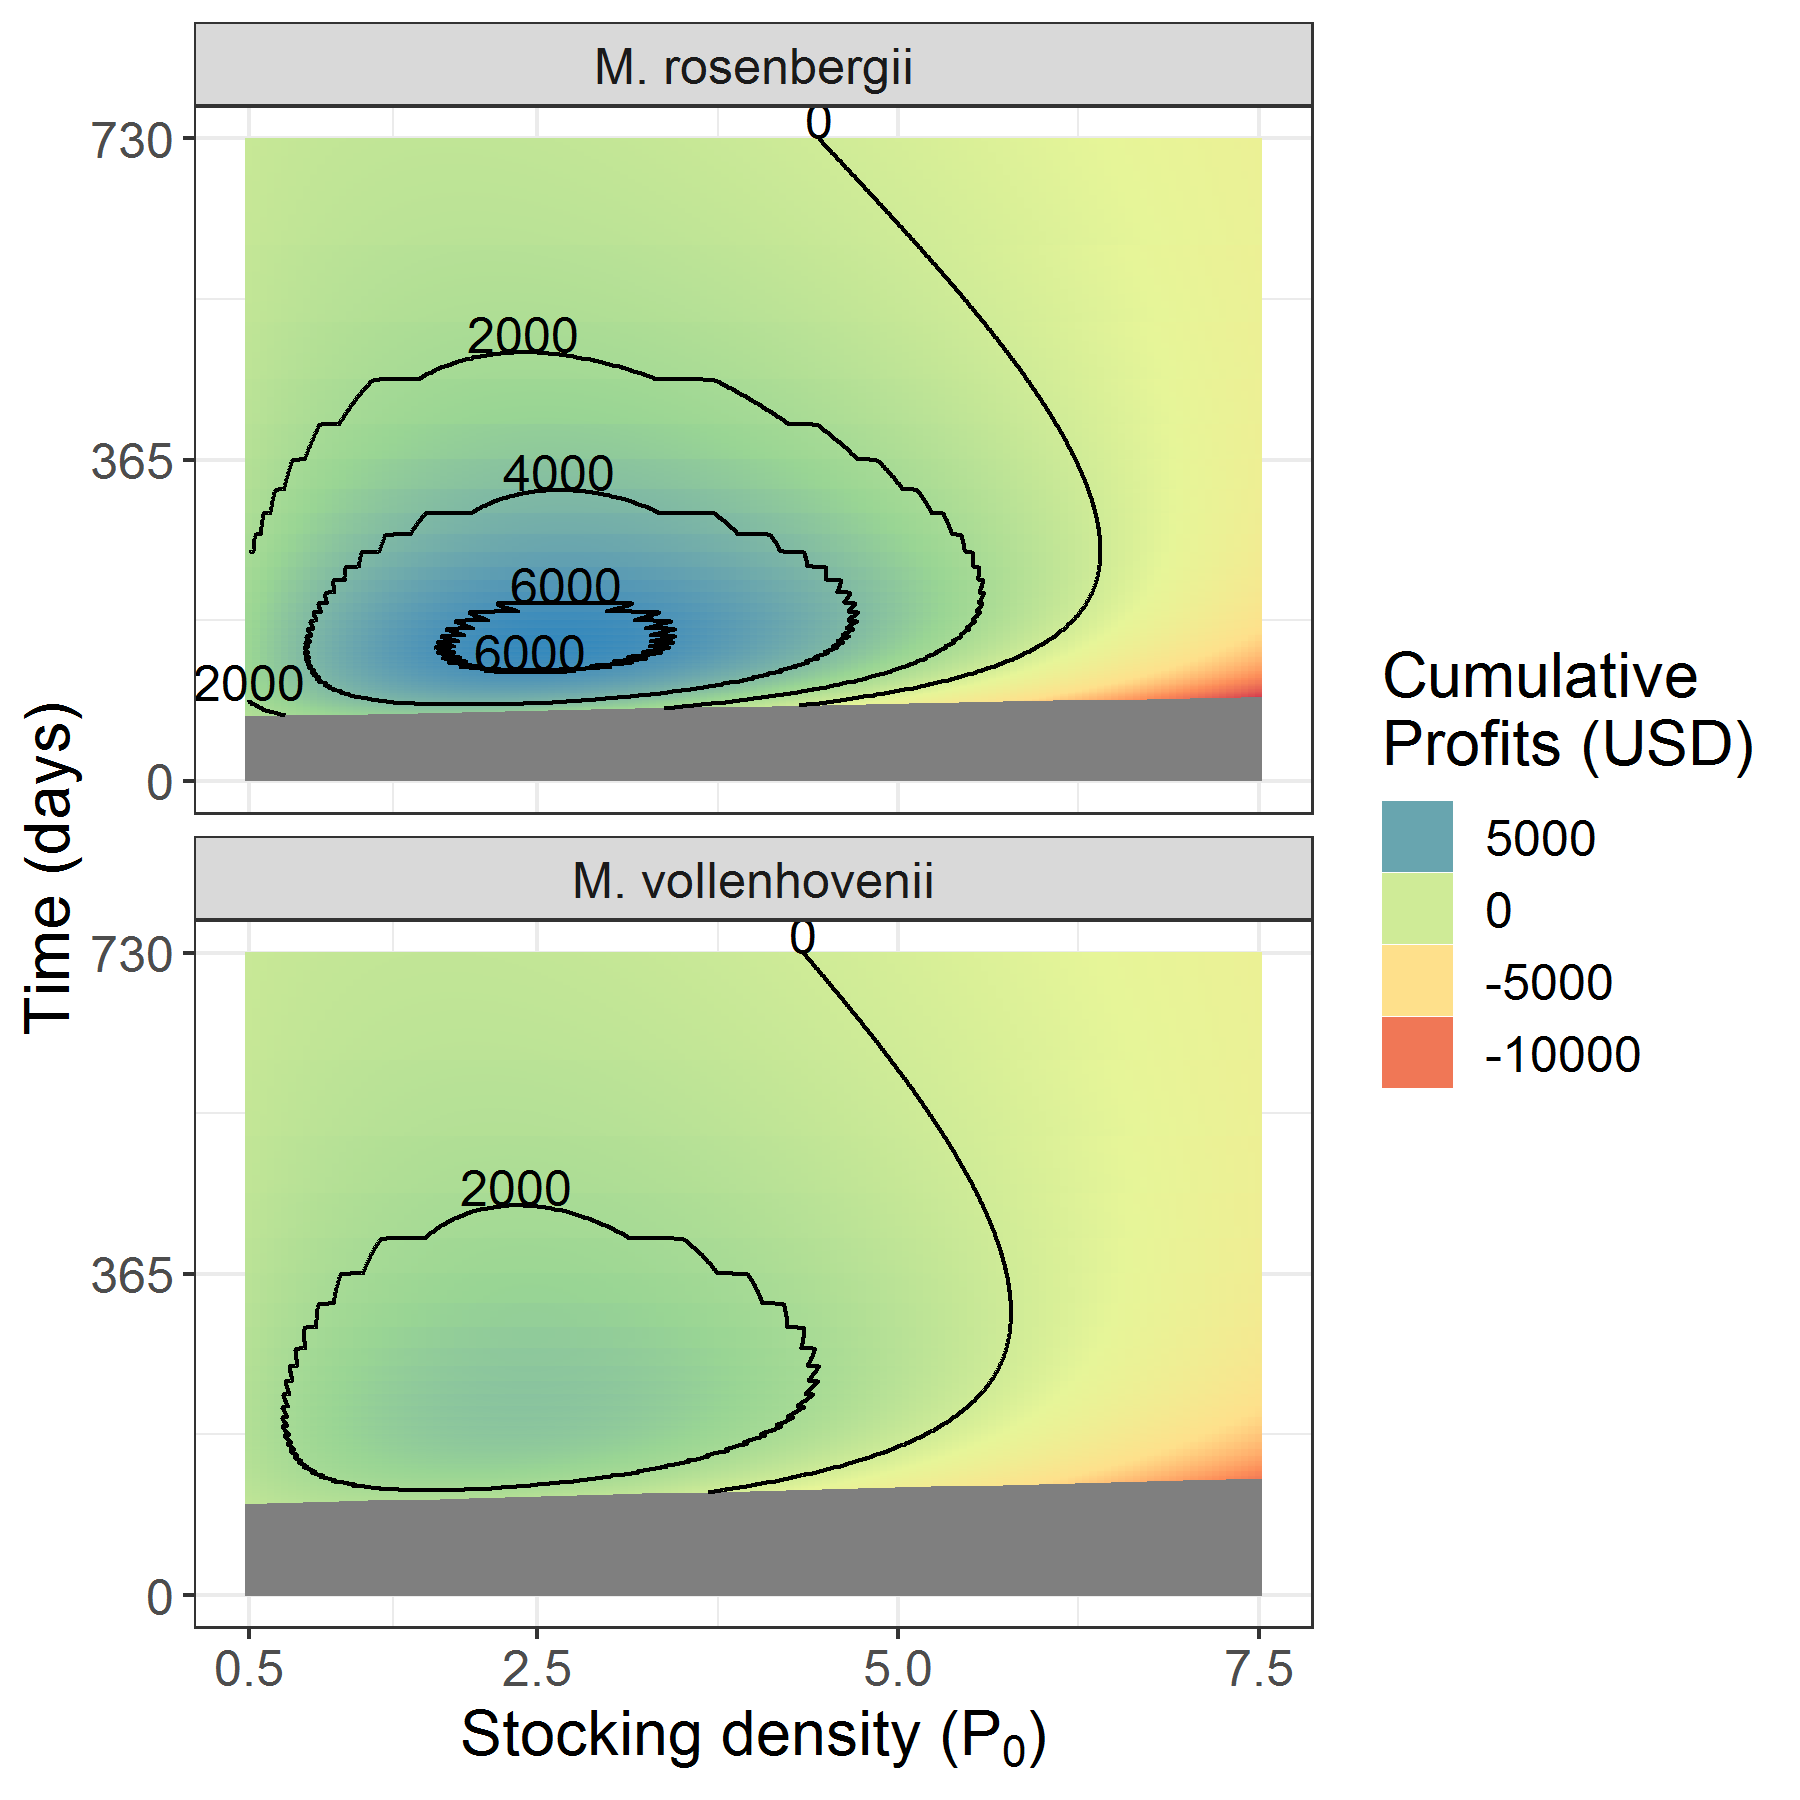 M. rosenbergii
0
730
2000
365
4000
6000
6000
2000
0
M. vollenhovenii
0
730
2000
365
0
0.5 2.5 5.0 7.5
Stocking density (P₀)
Time (days)
Cumulative
Profits (USD)
5000
0
-5000
-10000